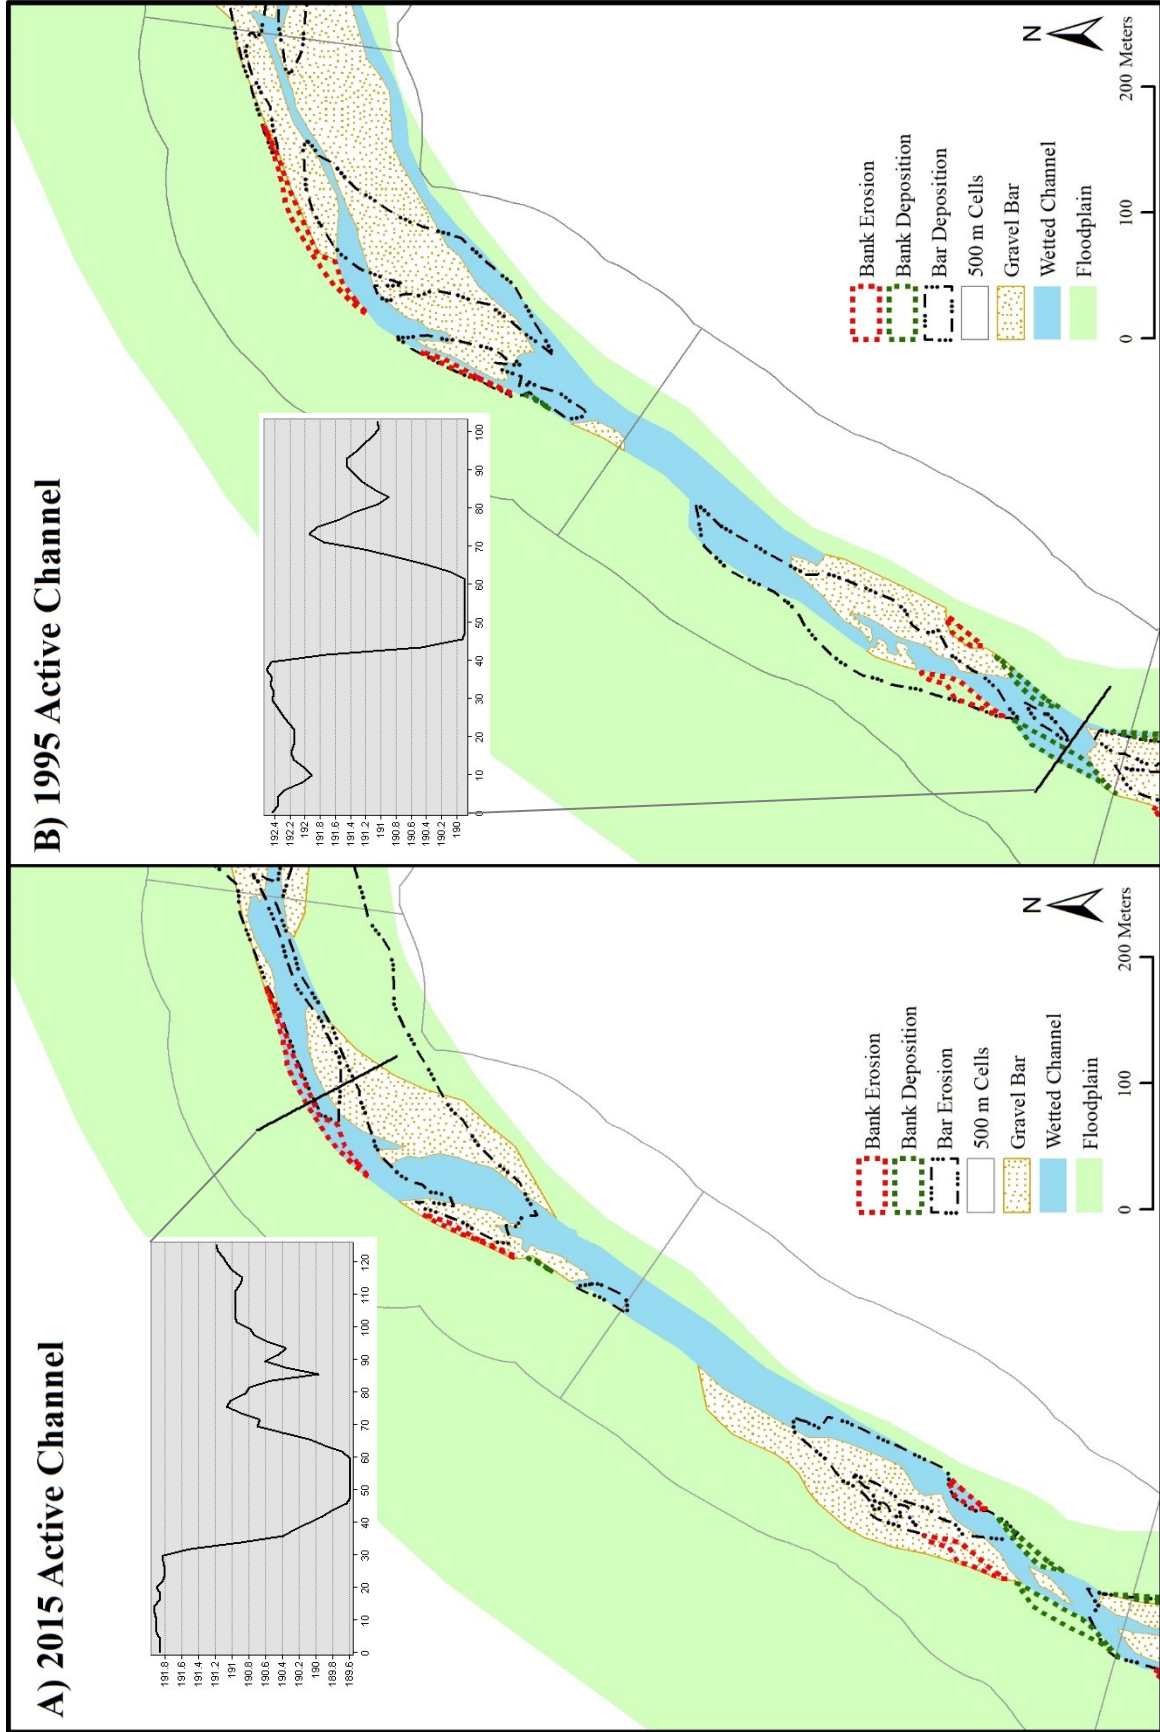 A) 2015 Active Channel
191.8
191.6
191.4
191.2
191
190.8
190.6
190.4
190.2
190
189.8
189.6
0 10 20 30 40 50 60 70 80 90 100 110 120
Bank Erosion
Bank Deposition
Bar Erosion
500 m Cells
Gravel Bar
Wetted Channel
Floodplain
N
0 100 200 Meters
B) 1995 Active Channel
192.4
192.2
192
191.8
191.6
191.4
191.2
191
190.8
190.6
190.4
190.2
190
0 10 20 30 40 50 60 70 80 90 100
Bank Erosion
Bank Deposition
Bar Deposition
500 m Cells
Gravel Bar
Wetted Channel
Floodplain
N
0 100 200 Meters